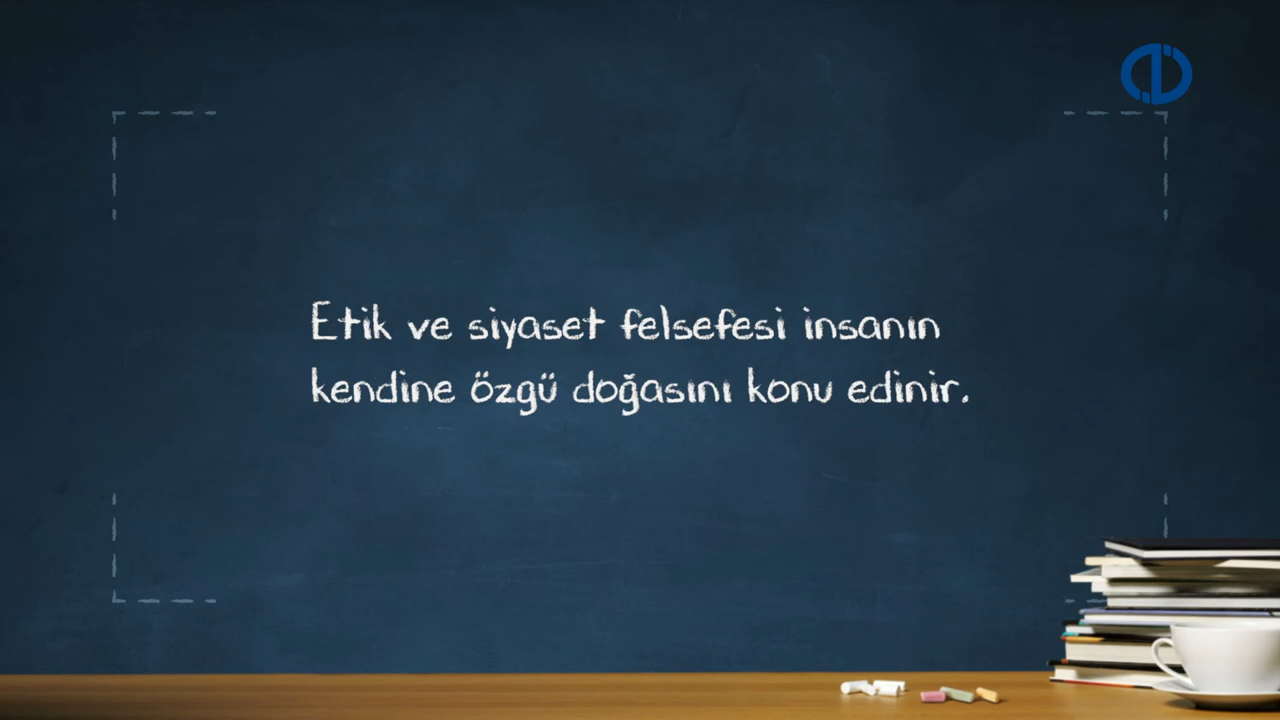 Etik ve siyaset felsefesi insanın
kendine özgü doğasını konu edinir.